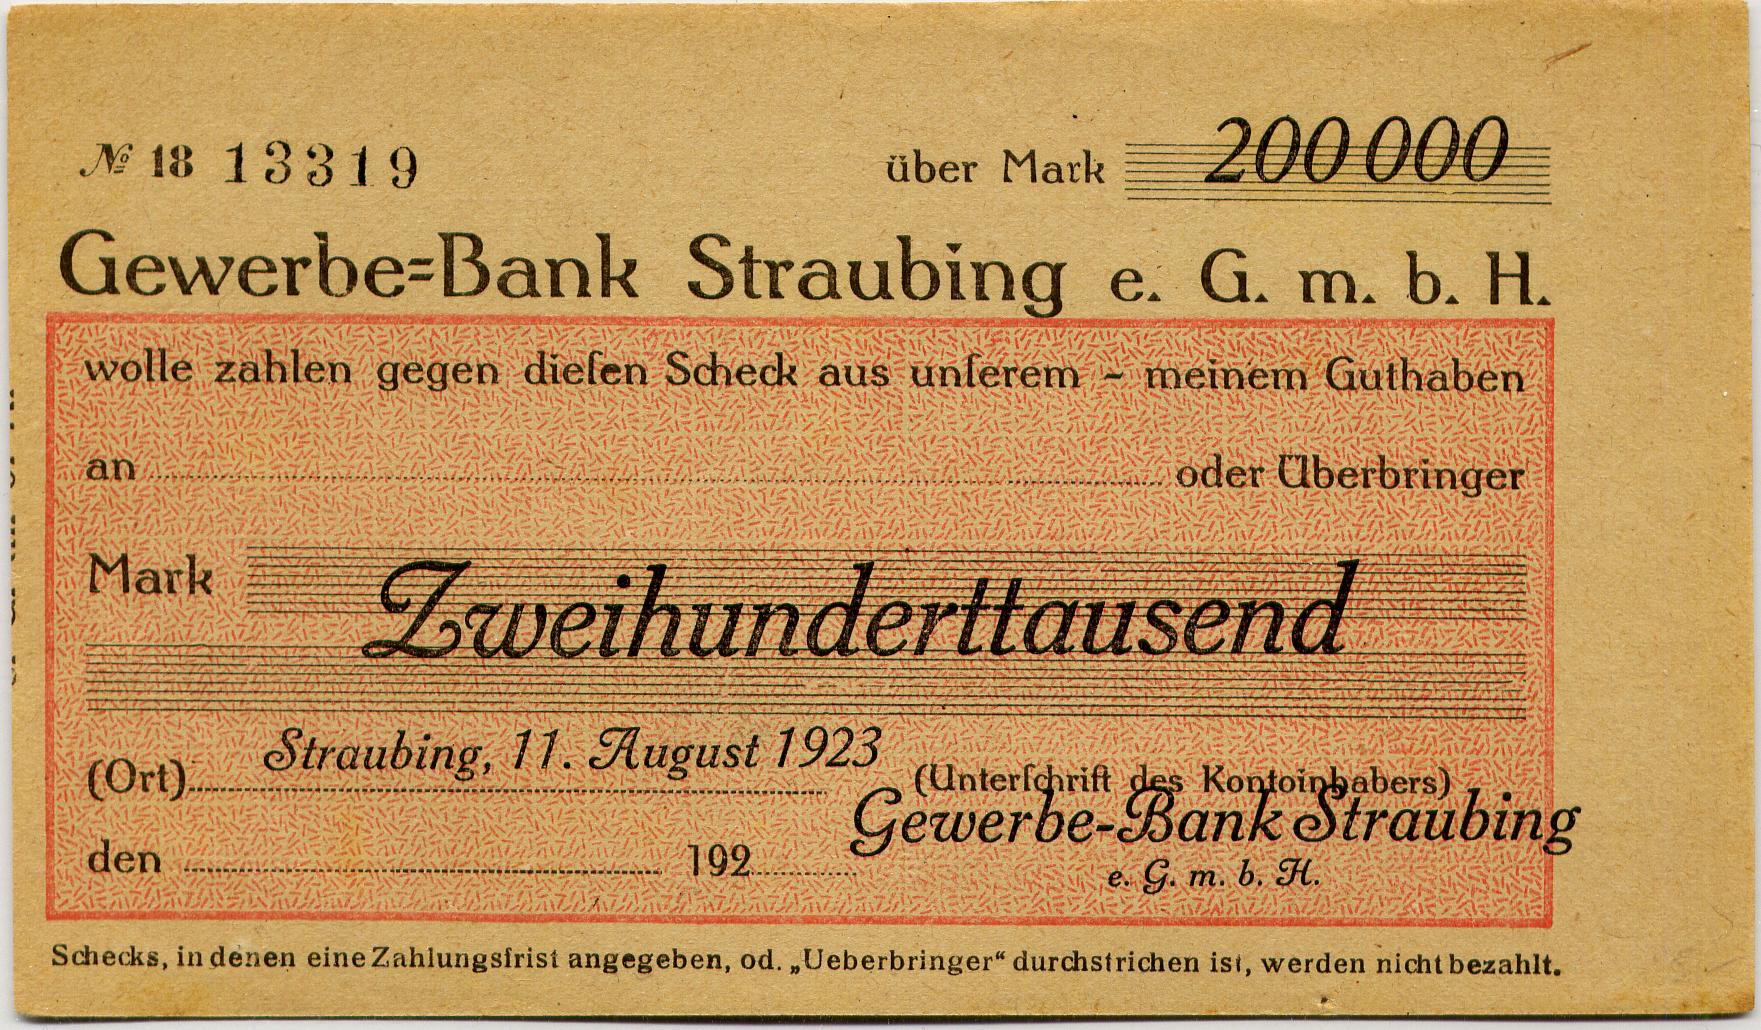 № 18 13319
über Mark 200 000
Gewerbe=Bank Straubing e. G. m. b. H.
wolle zahlen gegen dieſen Scheck aus unſerem - meinem Guthaben
an oder Überbringer
Mark Zweihunderttausend
(Ort) Straubing, 11. August 1923
(Unterſchrift des Kontoinhabers)
Gewerbe-Bank Straubing
e. G. m. b. H.
den 192
Schecks, in denen eine Zahlungsfrist angegeben, od. „Ueberbringer“ durchstrichen ist, werden nicht bezahlt.